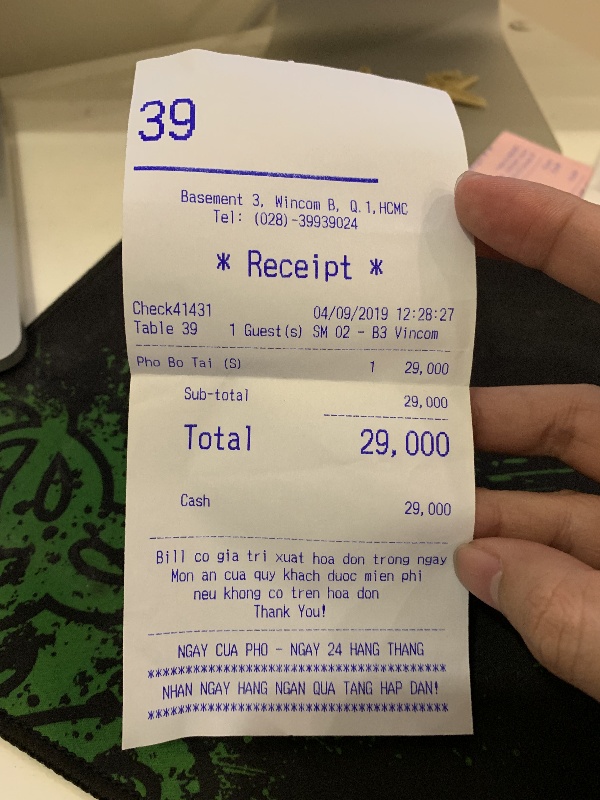 39
Basement 3, Wincom B, Q.1,HCMC
Tel: (028)-39939024
* Receipt *
Check41431 04/09/2019 12:28:27
Table 39 1 Guest(s) SM 02 - B3 Vincom
Pho Bo Tai (S) 1 29,000
Sub-total 29,000
Total 29,000
Cash 29,000
Bill co gia tri xuat hoa don trong ngay
Mon an cua quy khach duoc mien phi
neu khong co tren hoa don
Thank You!
NGAY CUA PHO - NGAY 24 HANG THANG
****************************************
NHAN NGAY HANG NGAN QUA TANG HAP DAN!
****************************************